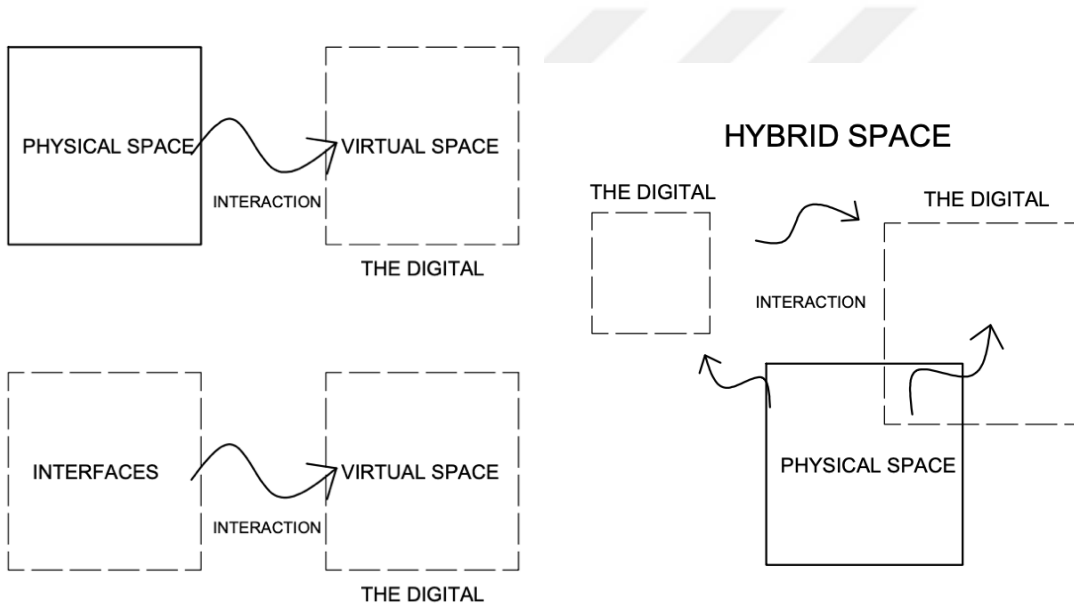 PHYSICAL SPACE
INTERACTION
VIRTUAL SPACE
THE DIGITAL
INTERFACES
INTERACTION
VIRTUAL SPACE
THE DIGITAL
HYBRID SPACE
THE DIGITAL
THE DIGITAL
INTERACTION
PHYSICAL SPACE